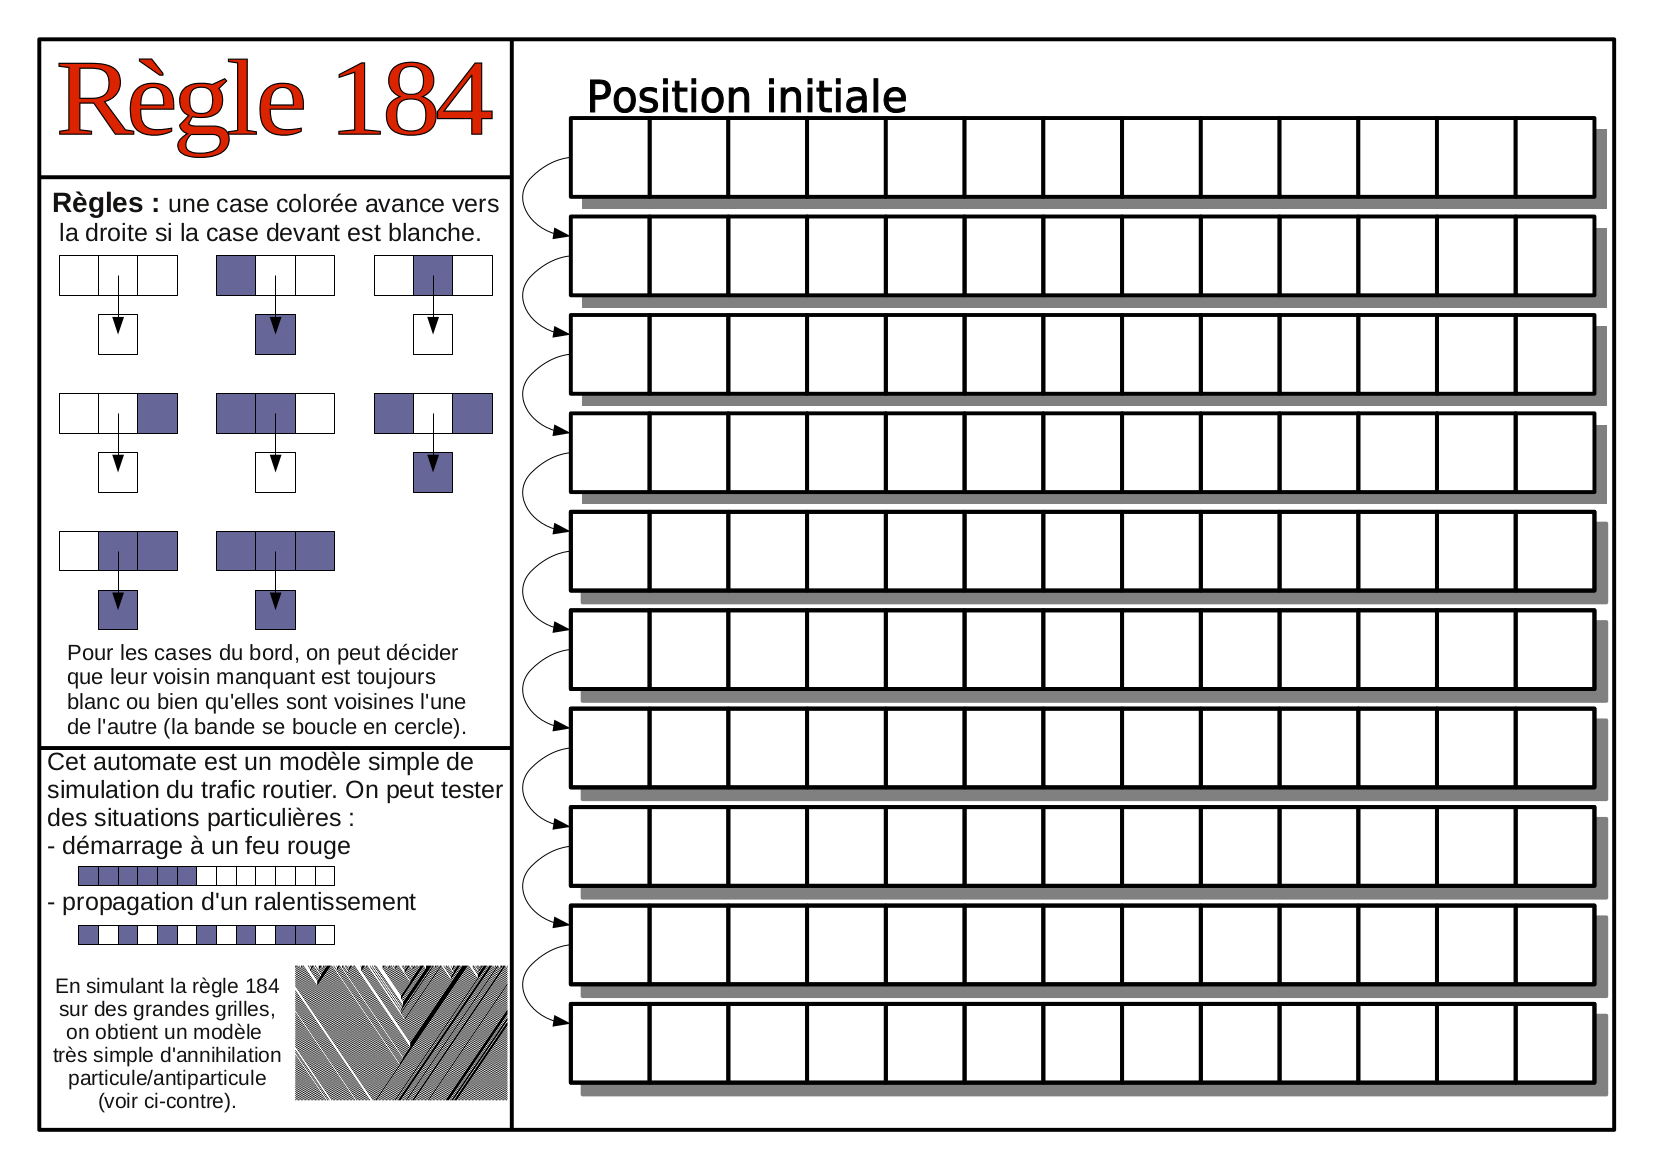 Règle 184
Règles : une case colorée avance vers
la droite si la case devant est blanche.
Pour les cases du bord, on peut décider
que leur voisin manquant est toujours
blanc ou bien qu'elles sont voisines l'une
de l'autre (la bande se boucle en cercle).
Cet automate est un modèle simple de
simulation du trafic routier. On peut tester
des situations particulières :
- démarrage à un feu rouge
- propagation d'un ralentissement
En simulant la règle 184
sur des grandes grilles,
on obtient un modèle
très simple d'annihilation
particule/antiparticule
(voir ci-contre).
Position initiale